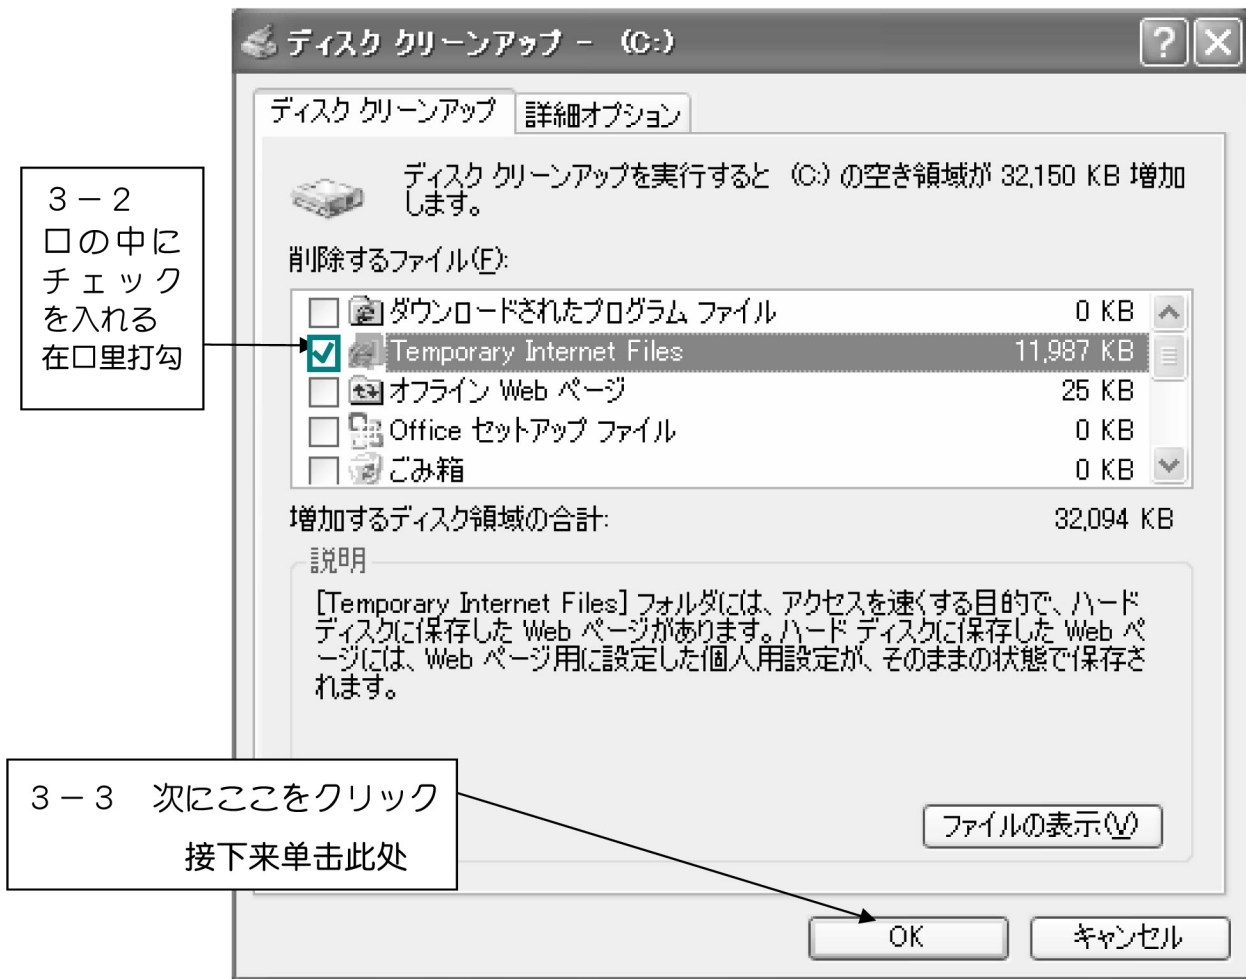 ディスク クリーンアップ - (C:)
ディスク クリーンアップ 詳細オプション
ディスク クリーンアップを実行すると (C:) の空き領域が 32,150 KB 増加
します。
３－２
口の中に
チェック
を入れる
在口里打勾
削除するファイル(F):
ダウンロードされたプログラム ファイル 0 KB
Temporary Internet Files 11,987 KB
オフライン Web ページ 25 KB
Office セットアップ ファイル 0 KB
ごみ箱 0 KB
増加するディスク領域の合計: 32,094 KB
説明
[Temporary Internet Files] フォルダには、アクセスを速くする目的で、ハード
ディスクに保存した Web ページがあります。ハード ディスクに保存した Web ペ
ージには、Web ページ用に設定した個人用設定が、そのままの状態で保存さ
れます。
３－３ 次にここをクリック
接下来单击此处
ファイルの表示(V)
OK キャンセル